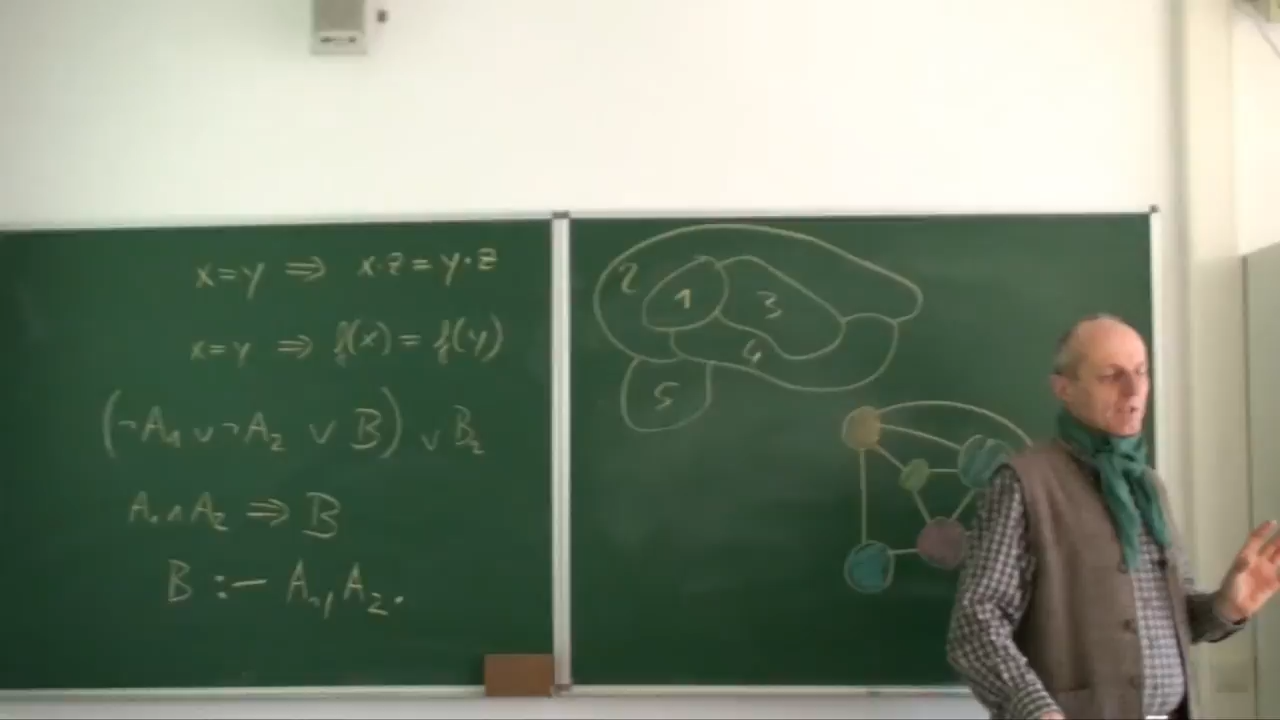 x=y ⇒ x·z=y·z
x=y ⇒ f(x) = f(y)
(¬A₁ ∨ ¬A₂ ∨ B) ∨ B₂
A₁∧A₂ ⇒ B
B :− A₁,A₂.
2
1
3
4
5